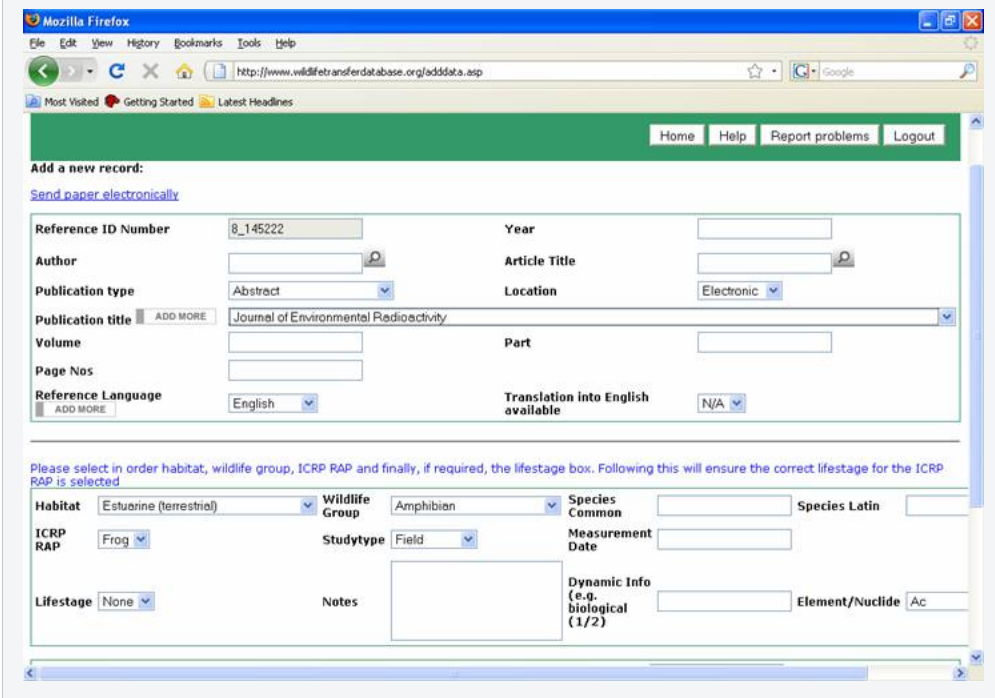 Mozilla Firefox
File Edit View History Bookmarks Tools Help
http://www.wildlifetransferdatabase.org/adddata.asp
G Google
Most Visited Getting Started Latest Headlines
Home Help Report problems Logout
Add a new record:
Send paper electronically
Reference ID Number 8_145222 Year
Author Article Title
Publication type Abstract Location Electronic
Publication title ADD MORE Journal of Environmental Radioactivity
Volume Part
Page Nos
Reference Language ADD MORE English Translation into English available N/A
Please select in order habitat, wildlife group, ICRP RAP and finally, if required, the lifestage box. Following this will ensure the correct lifestage for the ICRP
RAP is selected
Habitat Estuarine (terrestrial) Wildlife Group Amphibian Species Common Species Latin
ICRP RAP Frog Studytype Field Measurement Date
Lifestage None Notes Dynamic Info (e.g. biological (1/2) Element/Nuclide Ac